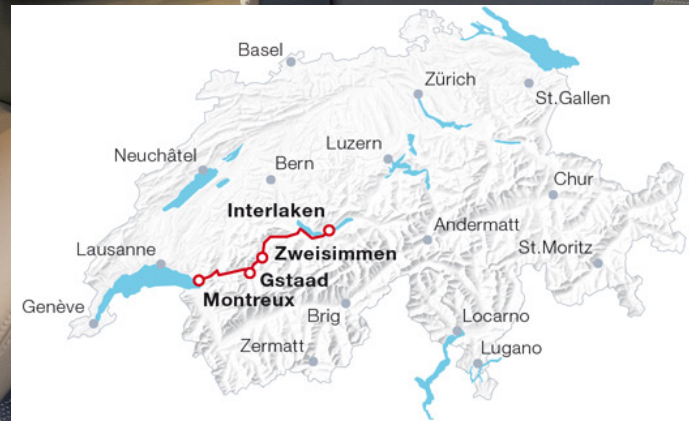 Basel
Zürich
St.Gallen
Luzern
Neuchâtel
Bern
Chur
Interlaken
Andermatt
Lausanne
Zweisimmen
St.Moritz
Gstaad
Montreux
Genève
Brig
Locarno
Zermatt
Lugano